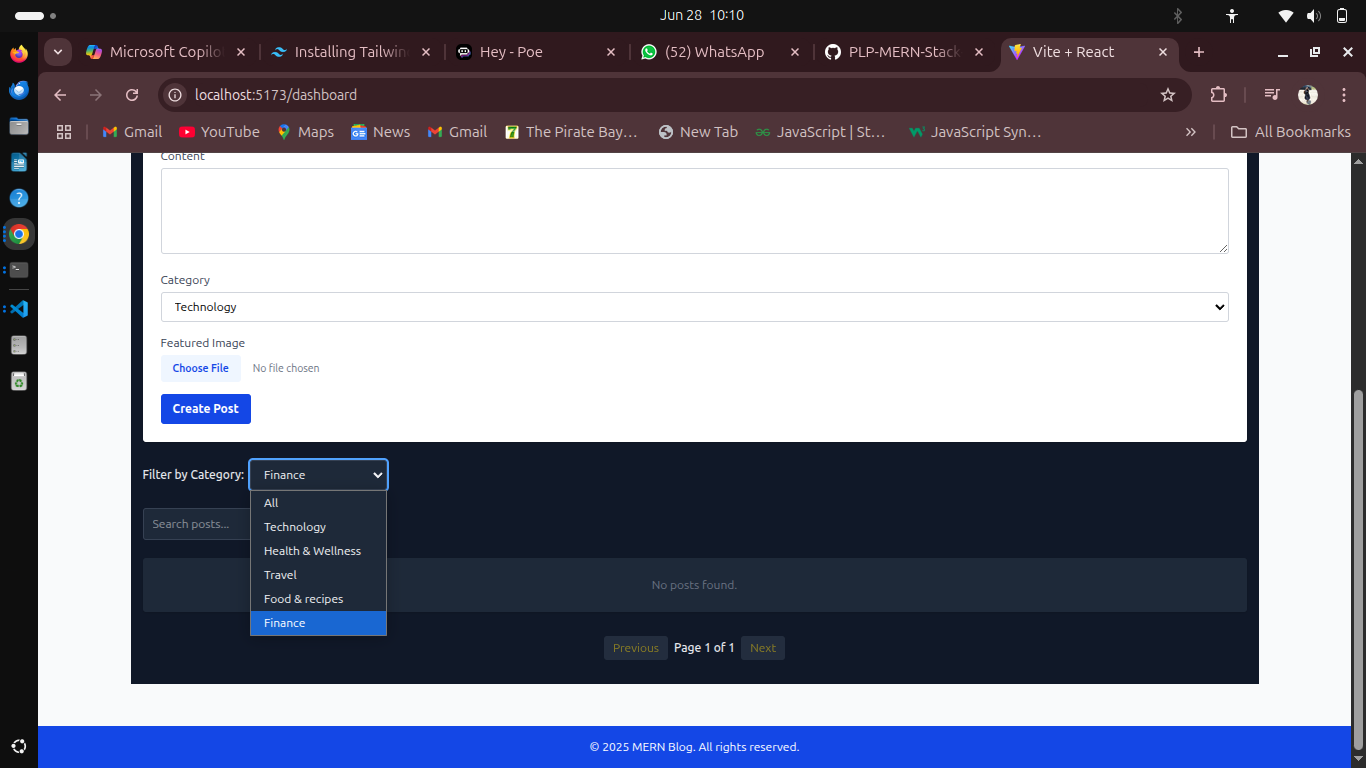 Jun 28 10:10
Microsoft Copilo
Installing Tailwin
Hey - Poe
(52) WhatsApp
PLP-MERN-Stack
Vite + React
localhost:5173/dashboard
Gmail
YouTube
Maps
News
Gmail
The Pirate Bay...
New Tab
JavaScript | St...
JavaScript Syn...
All Bookmarks
Content
Category
Technology
Featured Image
Choose File No file chosen
Create Post
Filter by Category: Finance
All
Technology
Health & Wellness
Travel
Food & recipes
Finance
Search posts...
No posts found.
Previous Page 1 of 1 Next
© 2025 MERN Blog. All rights reserved.